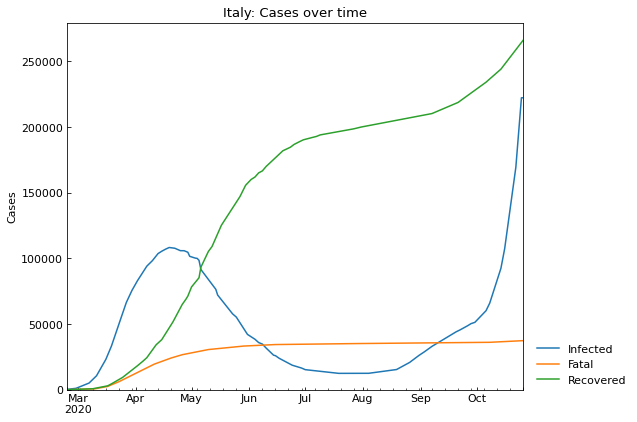 Italy: Cases over time
250000
200000
150000
100000
50000
0
Cases
Mar Apr May Jun Jul Aug Sep Oct
2020
Infected
Fatal
Recovered